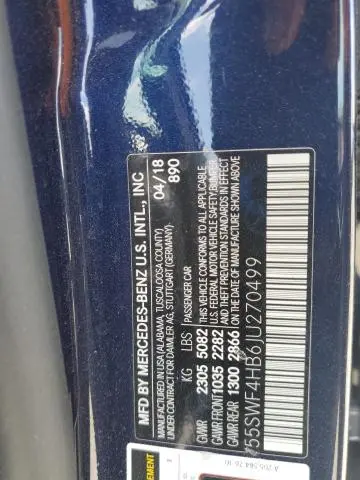 MFD BY MERCEDES-BENZ U.S. INTL., INC
MADE IN USA (ALABAMA, TUSCALOOSA COUNTY)
UNDER CONTRACT FOR DAIMLER AG, STUTTGART (GERMANY)
04/18
890
PASSENGER CAR
KG LBS
GVWR 2305 5082
GAWR FRONT 1035 2282
GAWR REAR 1300 2866
THIS VEHICLE CONFORMS TO ALL APPLICABLE
U.S. FEDERAL MOTOR VEHICLE SAFETY, BUMPER
AND THEFT PREVENTION STANDARDS IN EFFECT
ON THE DATE OF MANUFACTURE SHOWN ABOVE
55SWF4HB6JU270499